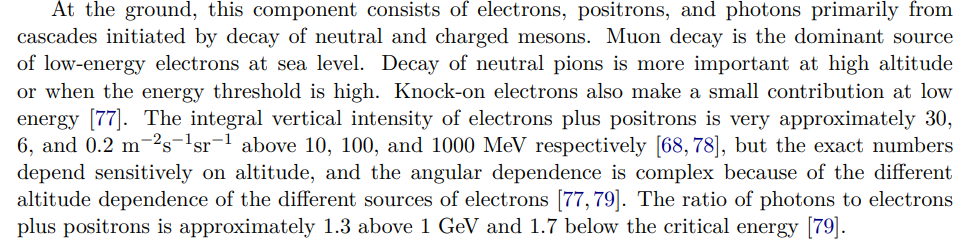 At the ground, this component consists of electrons, positrons, and photons primarily from
cascades initiated by decay of neutral and charged mesons. Muon decay is the dominant source
of low-energy electrons at sea level. Decay of neutral pions is more important at high altitude
or when the energy threshold is high. Knock-on electrons also make a small contribution at low
energy [77]. The integral vertical intensity of electrons plus positrons is very approximately 30,
6, and 0.2 m⁻²s⁻¹sr⁻¹ above 10, 100, and 1000 MeV respectively [68, 78], but the exact numbers
depend sensitively on altitude, and the angular dependence is complex because of the different
altitude dependence of the different sources of electrons [77, 79]. The ratio of photons to electrons
plus positrons is approximately 1.3 above 1 GeV and 1.7 below the critical energy [79].